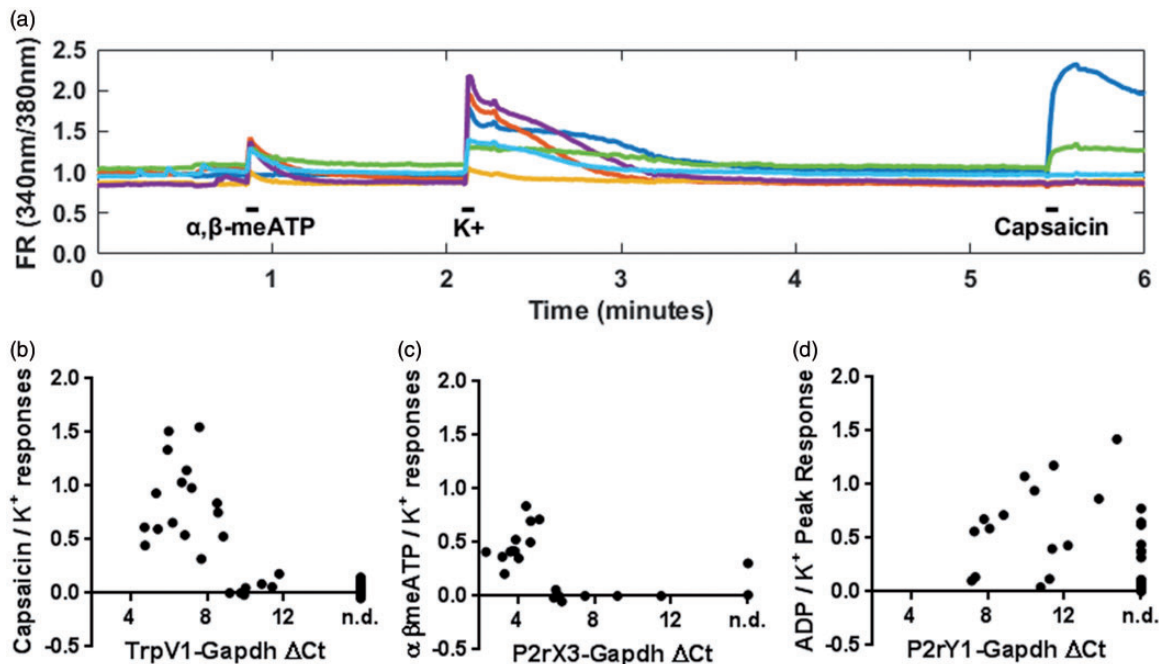 (a)
FR (340nm/380nm)
2.5
2.0
1.5
1.0
0.5
0.0
α,β-meATP
K+
Capsaicin
0 1 2 3 4 5 6
Time (minutes)
(b)
Capsaicin / K+ responses
2.0
1.5
1.0
0.5
0.0
-0.5
4 8 12 n.d.
TrpV1-Gapdh ΔCt
(c)
αβmeATP / K+ responses
2.0
1.5
1.0
0.5
0.0
-0.5
4 8 12 n.d.
P2rX3-Gapdh ΔCt
(d)
ADP / K+ Peak Response
2.0
1.5
1.0
0.5
0.0
-0.5
4 8 12 n.d.
P2rY1-Gapdh ΔCt